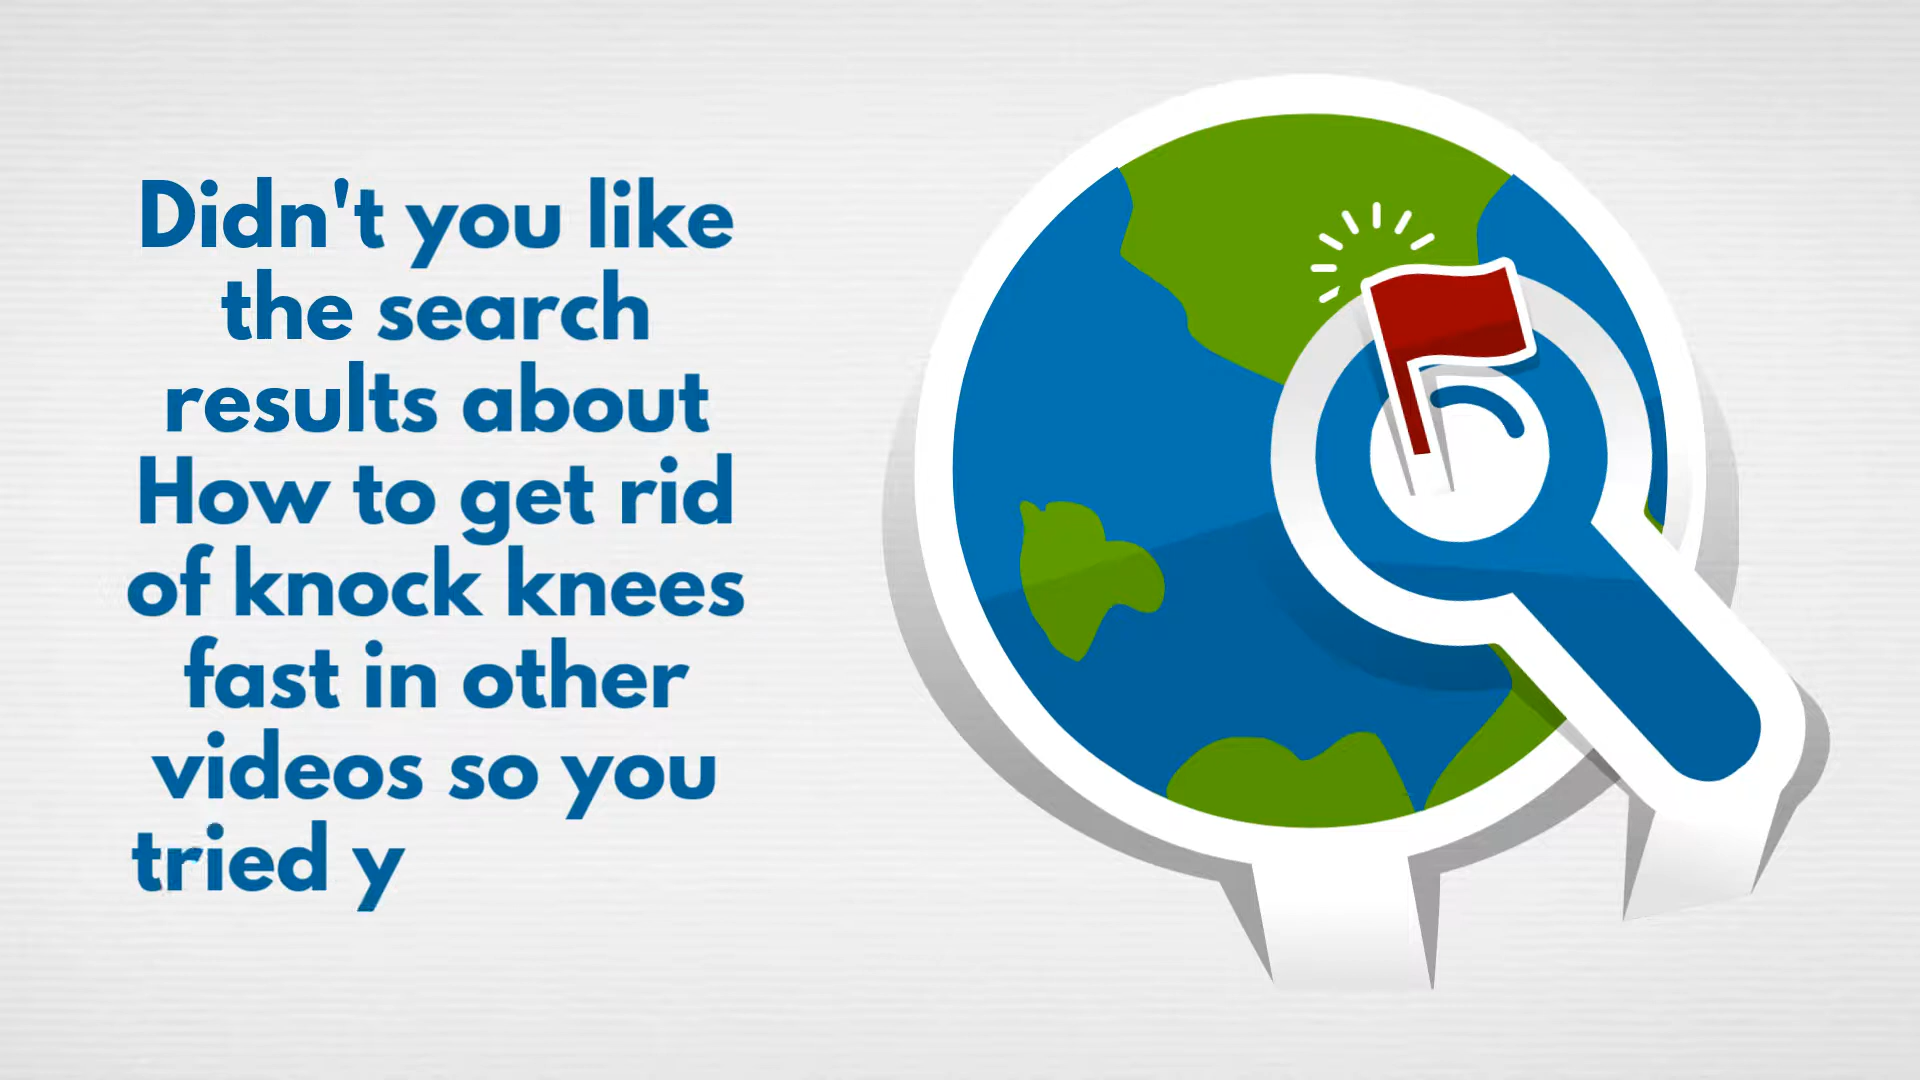 Didn't you like
the search
results about
How to get rid
of knock knees
fast in other
videos so you
tried y